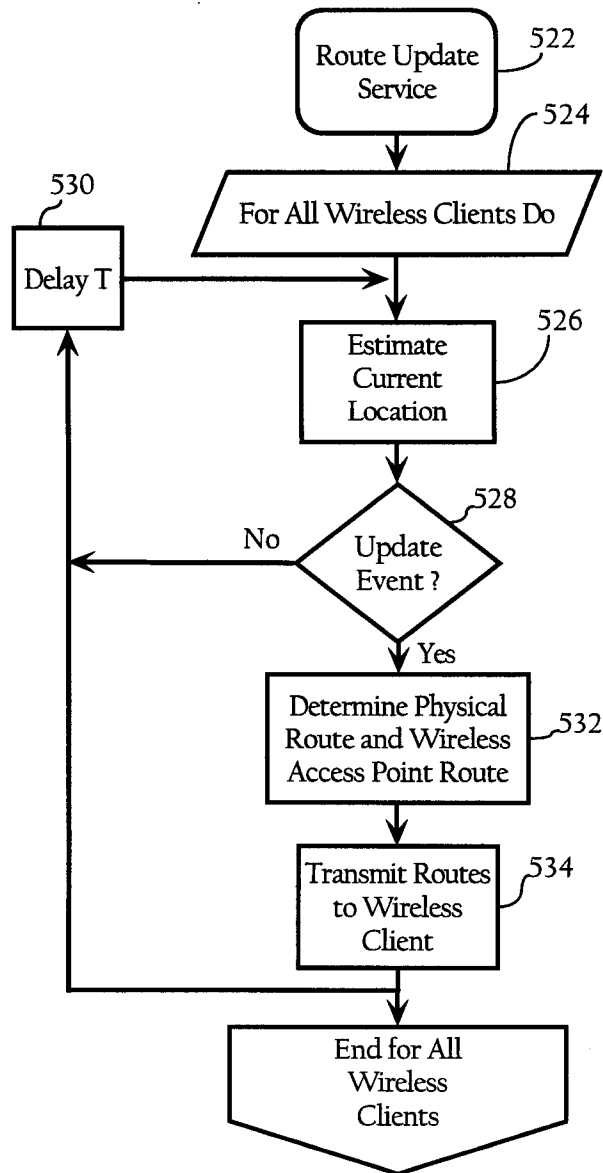 Route Update
Service
522
524
For All Wireless Clients Do
530
Delay T
Estimate
Current
Location
526
528
Update
Event ?
No
Yes
Determine Physical
Route and Wireless
Access Point Route
532
Transmit Routes
to Wireless
Client
534
End for All
Wireless
Clients